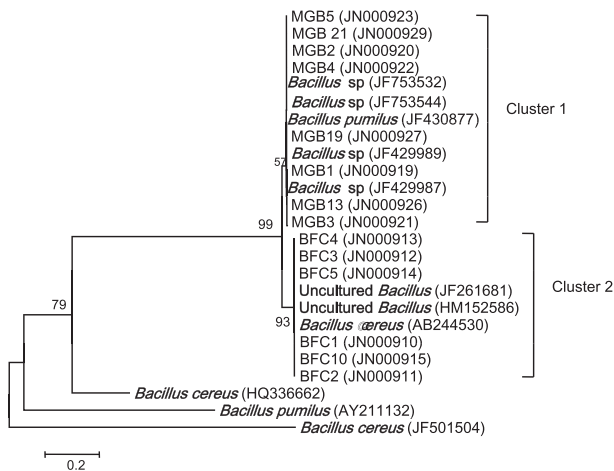 MGB5 (JN000923)
MGB 21 (JN000929)
MGB2 (JN000920)
MGB4 (JN000922)
Bacillus sp (JF753532)
Bacillus sp (JF753544)
Cluster 1
Bacillus pumilus (JF430877)
MGB19 (JN000927)
Bacillus sp (JF429989)
57
MGB1 (JN000919)
Bacillus sp (JF429987)
MGB13 (JN000926)
99
MGB3 (JN000921)
BFC4 (JN000913)
BFC3 (JN000912)
BFC5 (JN000914)
Uncultured Bacillus (JF261681)
Cluster 2
79
Uncultured Bacillus (HM152586)
93
Bacillus cereus (AB244530)
BFC1 (JN000910)
BFC10 (JN000915)
BFC2 (JN000911)
Bacillus cereus (HQ336662)
Bacillus pumilus (AY211132)
Bacillus cereus (JF501504)
0.2